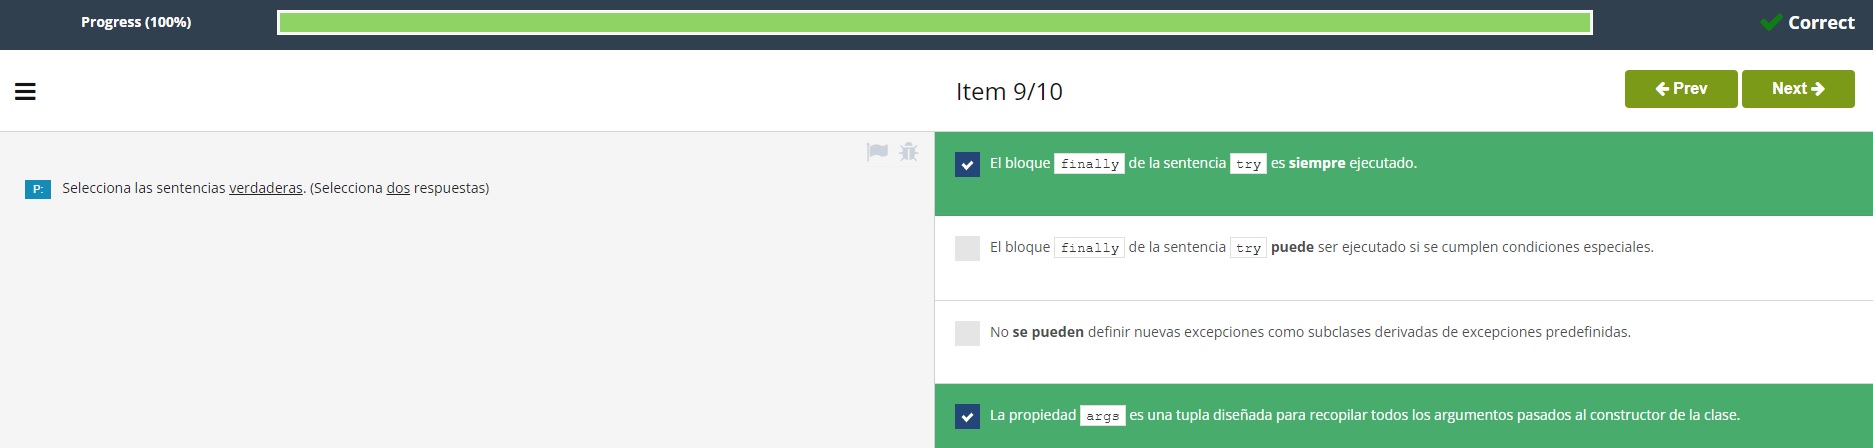 Progress (100%)
Correct
Item 9/10
Prev
Next
P: Selecciona las sentencias verdaderas. (Selecciona dos respuestas)
El bloque finally de la sentencia try es siempre ejecutado.
El bloque finally de la sentencia try puede ser ejecutado si se cumplen condiciones especiales.
No se pueden definir nuevas excepciones como subclases derivadas de excepciones predefinidas.
La propiedad args es una tupla diseñada para recopilar todos los argumentos pasados al constructor de la clase.